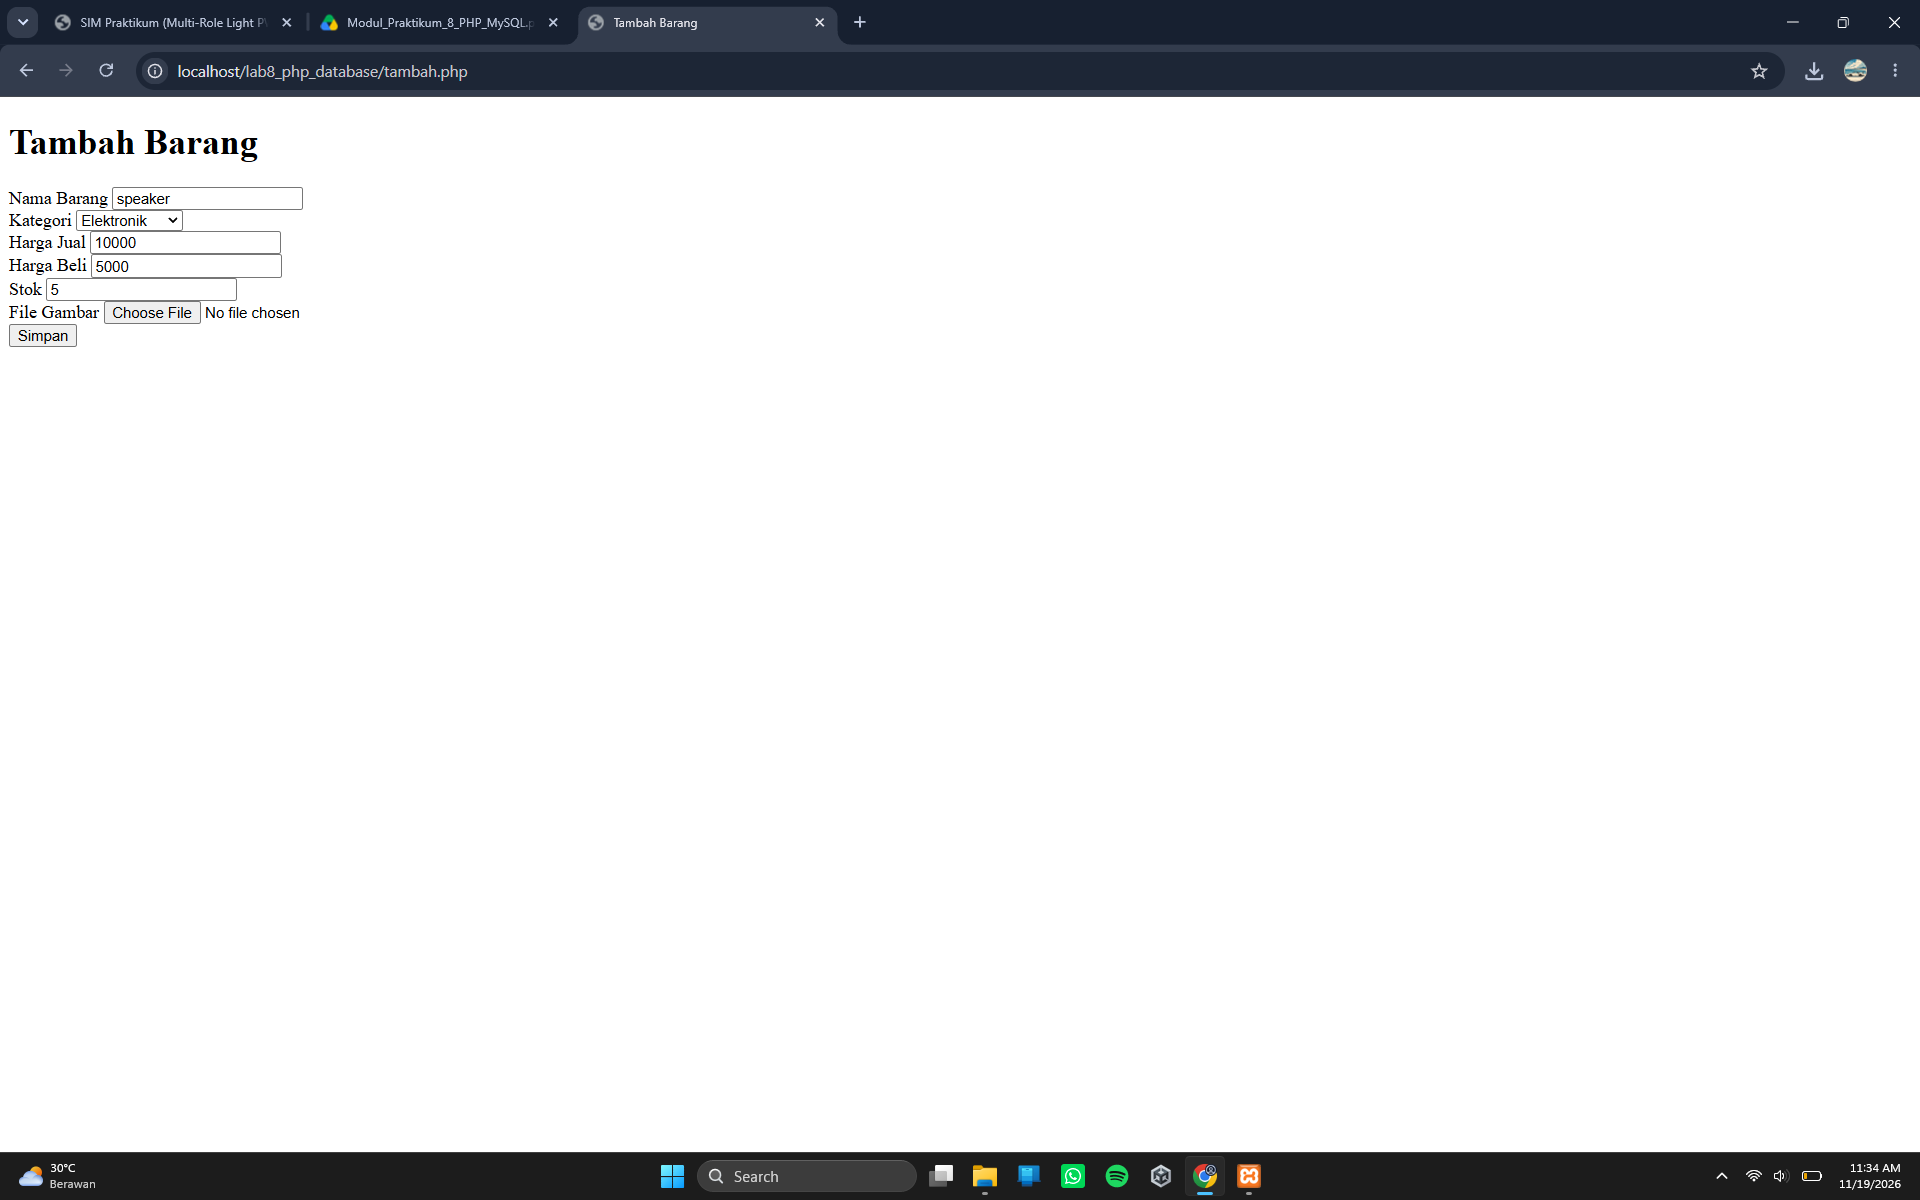 SIM Praktikum (Multi-Role Light P
Modul_Praktikum_8_PHP_MySQL.p
Tambah Barang
localhost/lab8_php_database/tambah.php
Tambah Barang
Nama Barang speaker
Kategori Elektronik
Harga Jual 10000
Harga Beli 5000
Stok 5
File Gambar Choose File No file chosen
Simpan
30°C
Berawan
Search
11:34 AM
11/19/2026